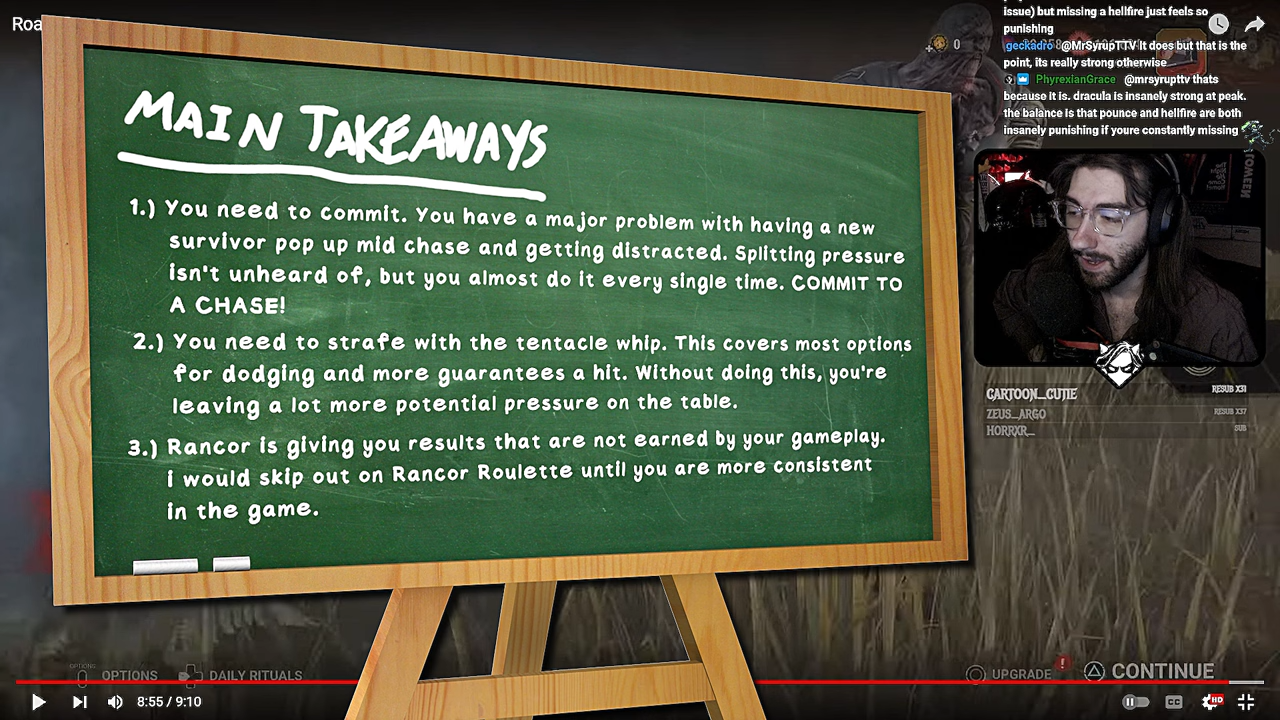 Roa
issue) but missing a hellfire just feels so
punishing
geckadro @MrSyrupTTV It does but that is the
point, its really strong otherwise
PhyrexianGrace @mrsyrupttv thats
because it is. dracula is insanely strong at peak.
the balance is that pounce and hellfire are both
insanely punishing if youre constantly missing
0
MAIN TAKEAWAYS
1.) You need to commit. You have a major problem with having a new
survivor pop up mid chase and getting distracted. Splitting pressure
isn't unheard of, but you almost do it every single time. COMMIT TO
A CHASE!
2.) You need to strafe with the tentacle whip. This covers most options
for dodging and more guarantees a hit. Without doing this, you're
leaving a lot more potential pressure on the table.
3.) Rancor is giving you results that are not earned by your gameplay.
i would skip out on Rancor Roulette until you are more consistent
in the game.
CARTOON_CUTIE RESUB X31
ZEUS_ARGO RESUB X37
HORRXR_ SUB
OPTIONS
OPTIONS DAILY RITUALS UPGRADE ! CONTINUE
8:55 / 9:10 CC HD